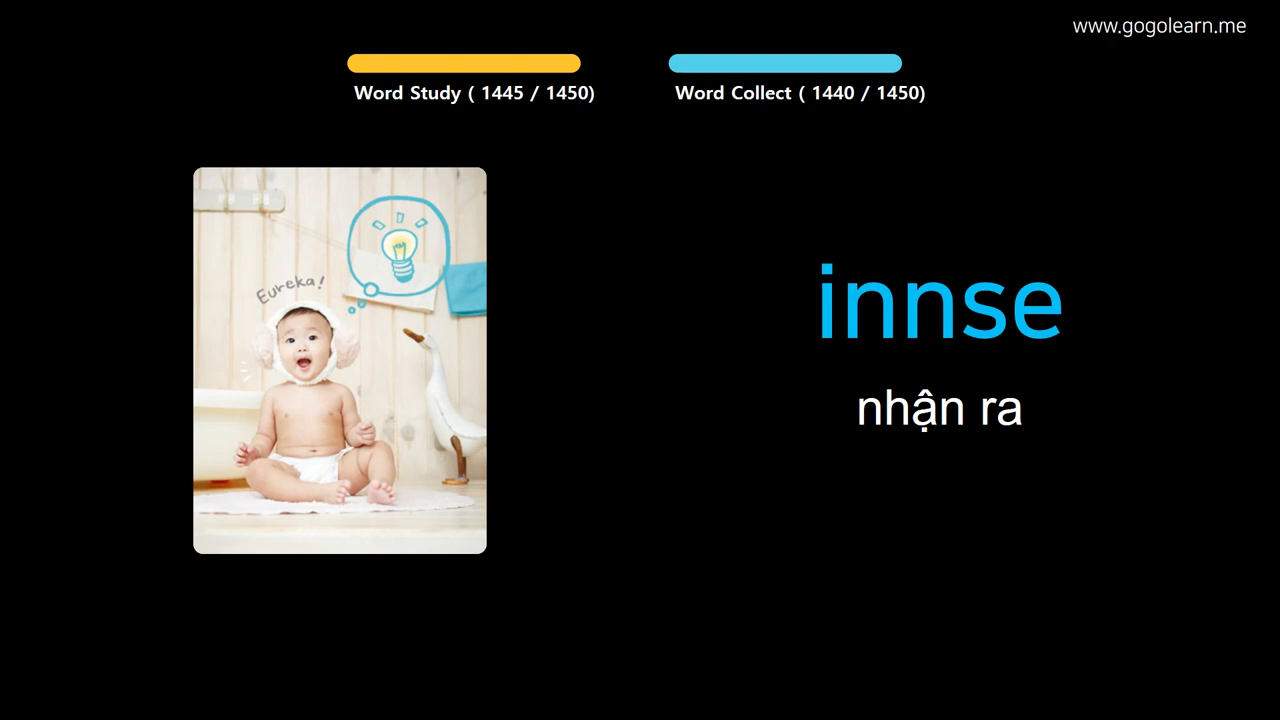 www.gogolearn.me
Word Study ( 1445 / 1450)
Word Collect ( 1440 / 1450)
Eureka!
innse
nhận ra